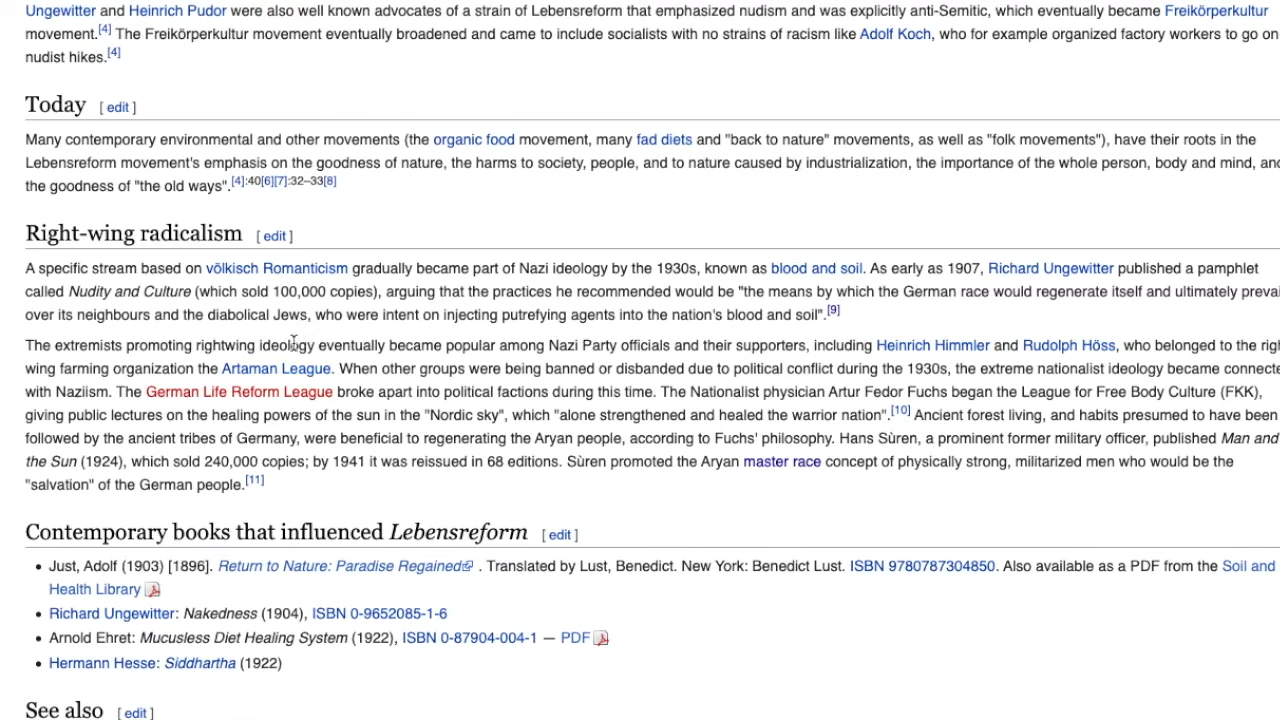 Ungewitter and Heinrich Pudor were also well known advocates of a strain of Lebensreform that emphasized nudism and was explicitly anti-Semitic, which eventually became Freikörperkultur
movement.[4] The Freikörperkultur movement eventually broadened and came to include socialists with no strains of racism like Adolf Koch, who for example organized factory workers to go on
nudist hikes.[4]
Today [ edit ]
Many contemporary environmental and other movements (the organic food movement, many fad diets and "back to nature" movements, as well as "folk movements"), have their roots in the
Lebensreform movement's emphasis on the goodness of nature, the harms to society, people, and to nature caused by industrialization, the importance of the whole person, body and mind, and
the goodness of "the old ways".[4]:40[6][7]:32–33[8]
Right-wing radicalism [ edit ]
A specific stream based on völkisch Romanticism gradually became part of Nazi ideology by the 1930s, known as blood and soil. As early as 1907, Richard Ungewitter published a pamphlet
called Nudity and Culture (which sold 100,000 copies), arguing that the practices he recommended would be "the means by which the German race would regenerate itself and ultimately prevai
over its neighbours and the diabolical Jews, who were intent on injecting putrefying agents into the nation's blood and soil".[9]
The extremists promoting rightwing ideology eventually became popular among Nazi Party officials and their supporters, including Heinrich Himmler and Rudolph Höss, who belonged to the righ
wing farming organization the Artaman League. When other groups were being banned or disbanded due to political conflict during the 1930s, the extreme nationalist ideology became connecte
with Naziism. The German Life Reform League broke apart into political factions during this time. The Nationalist physician Artur Fedor Fuchs began the League for Free Body Culture (FKK),
giving public lectures on the healing powers of the sun in the "Nordic sky", which "alone strengthened and healed the warrior nation".[10] Ancient forest living, and habits presumed to have been
followed by the ancient tribes of Germany, were beneficial to regenerating the Aryan people, according to Fuchs' philosophy. Hans Sùren, a prominent former military officer, published Man and
the Sun (1924), which sold 240,000 copies; by 1941 it was reissued in 68 editions. Sùren promoted the Aryan master race concept of physically strong, militarized men who would be the
"salvation" of the German people.[11]
Contemporary books that influenced Lebensreform [ edit ]
• Just, Adolf (1903) [1896]. Return to Nature: Paradise Regained . Translated by Lust, Benedict. New York: Benedict Lust. ISBN 9780787304850. Also available as a PDF from the Soil and
Health Library
• Richard Ungewitter: Nakedness (1904), ISBN 0-9652085-1-6
• Arnold Ehret: Mucusless Diet Healing System (1922), ISBN 0-87904-004-1 — PDF
• Hermann Hesse: Siddhartha (1922)
See also [ edit ]